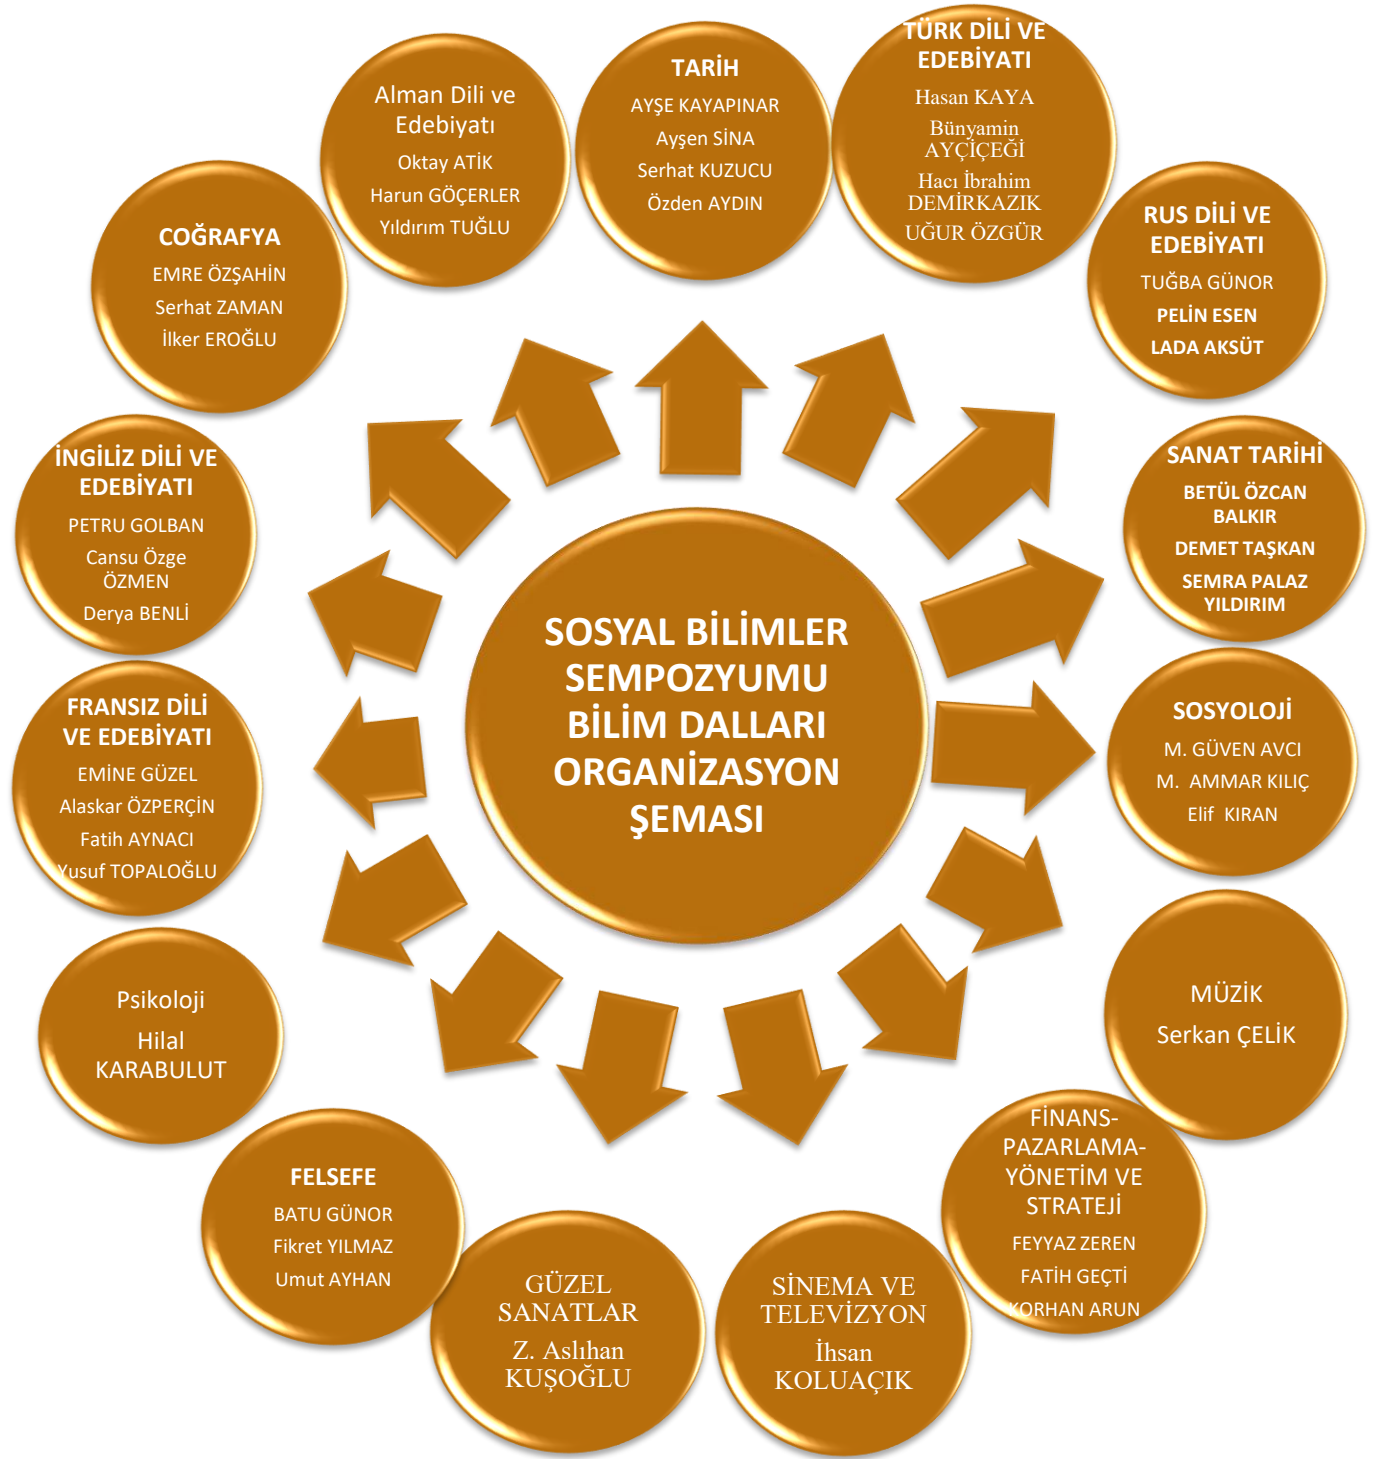 SOSYAL BİLİMLER
SEMPOZYUMU
BİLİM DALLARI
ORGANİZASYON
ŞEMASI
TARİH
AYŞE KAYAPINAR
Ayşen SİNA
Serhat KUZUCU
Özden AYDIN
TÜRK DİLİ VE
EDEBİYATI
Hasan KAYA
Bünyamin
AYÇİÇEĞİ
Hacı İbrahim
DEMİRKAZIK
UĞUR ÖZGÜR
RUS DİLİ VE
EDEBİYATI
TUĞBA GÜNOR
PELİN ESEN
LADA AKSÜT
SANAT TARİHİ
BETÜL ÖZCAN
BALKIR
DEMET TAŞKAN
SEMRA PALAZ
YILDIRIM
SOSYOLOJİ
M. GÜVEN AVCI
M.  AMMAR KILIÇ
Elif  KIRAN
MÜZİK
Serkan ÇELİK
FİNANS-
PAZARLAMA-
YÖNETİM VE
STRATEJİ
FEYYAZ ZEREN
FATİH GEÇTİ
KORHAN ARUN
SİNEMA VE
TELEVİZYON
İhsan
KOLUAÇIK
GÜZEL
SANATLAR
Z. Aslıhan
KUŞOĞLU
FELSEFE
BATU GÜNOR
Fikret YILMAZ
Umut AYHAN
Psikoloji
Hilal
KARABULUT
FRANSIZ DİLİ
VE EDEBİYATI
EMİNE GÜZEL
Alaskar ÖZPERÇİN
Fatih AYNACI
Yusuf TOPALOĞLU
İNGİLİZ DİLİ VE
EDEBİYATI
PETRU GOLBAN
Cansu Özge
ÖZMEN
Derya BENLİ
COĞRAFYA
EMRE ÖZŞAHİN
Serhat ZAMAN
İlker EROĞLU
Alman Dili ve
Edebiyatı
Oktay ATİK
Harun GÖÇERLER
Yıldırım TUĞLU